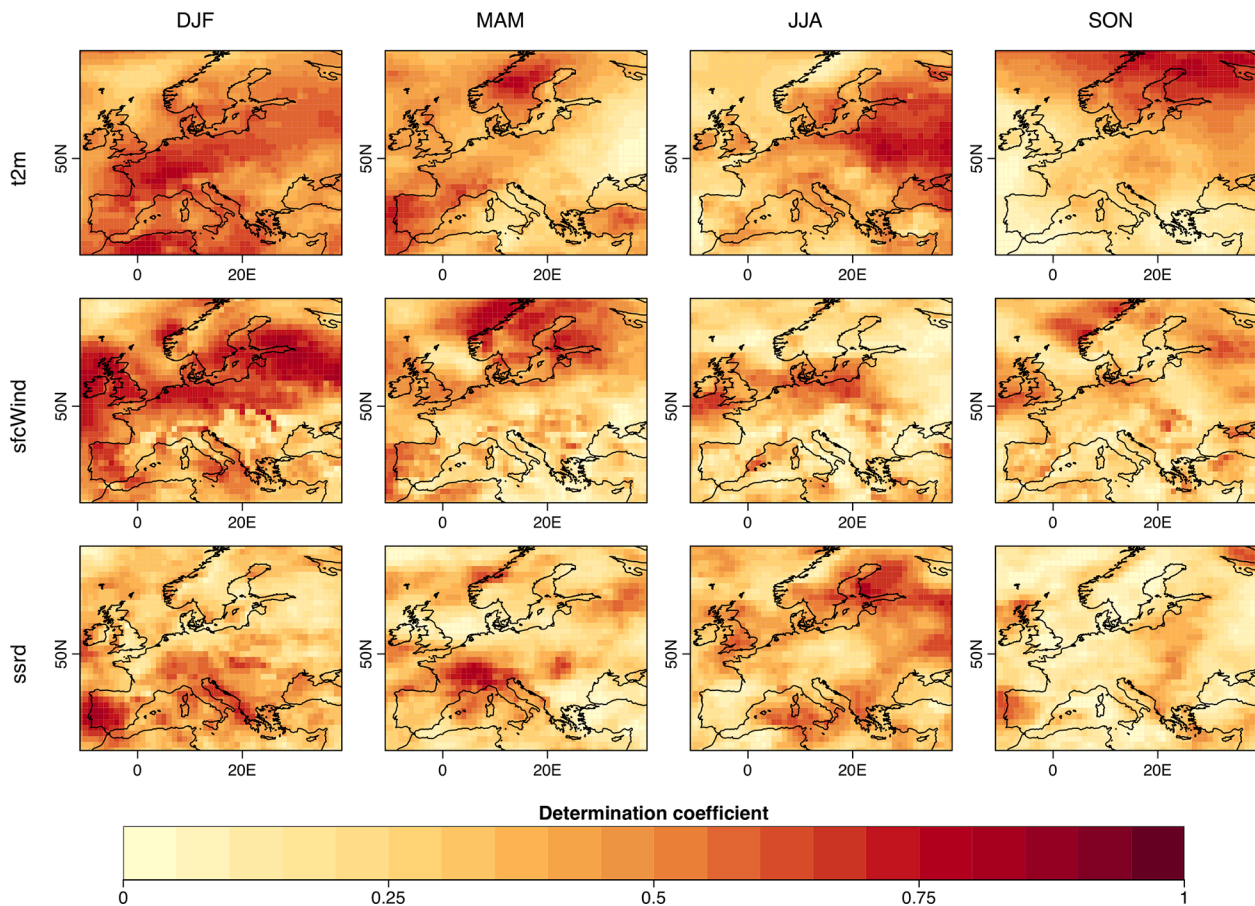 DJF MAM JJA SON
t2m 50N 50N 50N 50N
0 20E 0 20E 0 20E 0 20E
sfcWind 50N 50N 50N 50N
0 20E 0 20E 0 20E 0 20E
ssrd 50N 50N 50N 50N
0 20E 0 20E 0 20E 0 20E
Determination coefficient
0 0.25 0.5 0.75 1